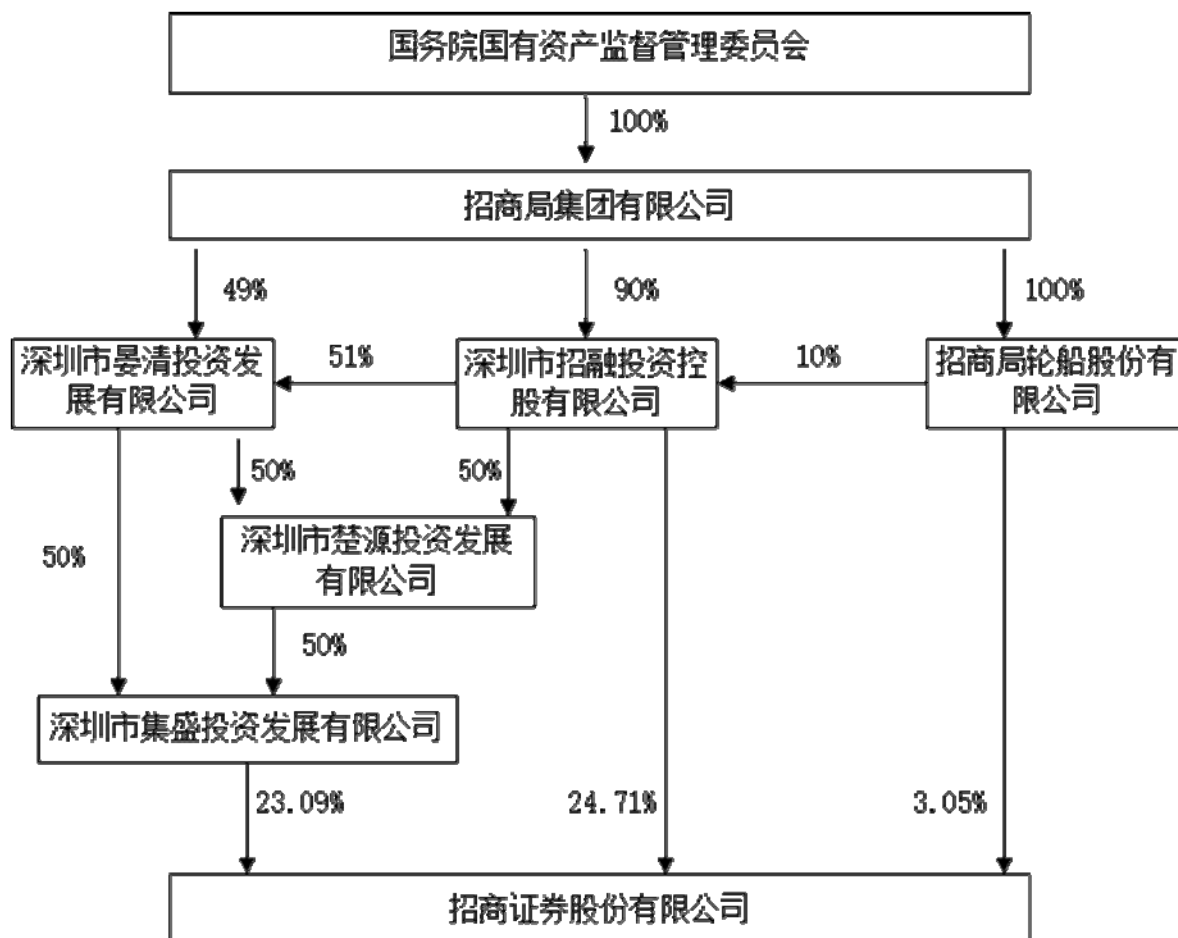 国务院国有资产监督管理委员会
100%
招商局集团有限公司
49%
90%
100%
深圳市晏清投资发
展有限公司
51%
深圳市招融投资控
股有限公司
10%
招商局轮船股份有
限公司
50%
50%
50%
深圳市楚源投资发展
有限公司
50%
深圳市集盛投资发展有限公司
23.09%
24.71%
3.05%
招商证券股份有限公司